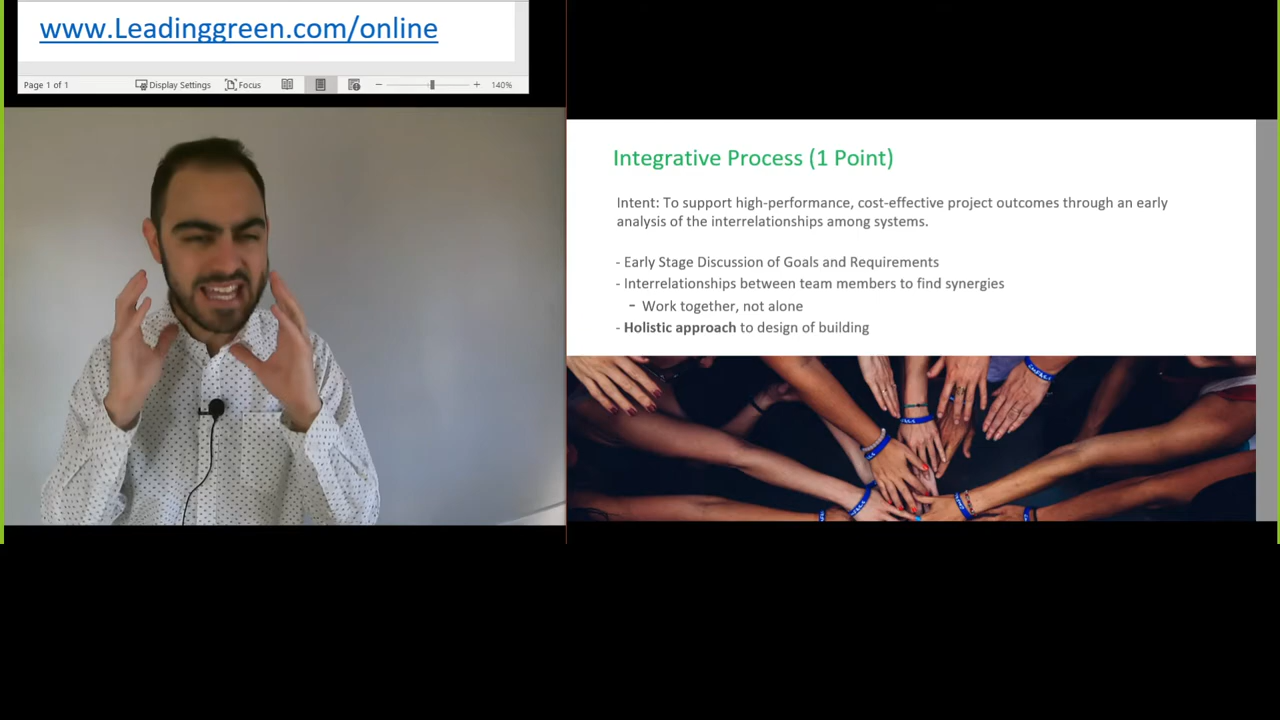 www.Leadinggreen.com/online
Page 1 of 1 Display Settings Focus 140%
Integrative Process (1 Point)
Intent: To support high-performance, cost-effective project outcomes through an early
analysis of the interrelationships among systems.
- Early Stage Discussion of Goals and Requirements
- Interrelationships between team members to find synergies
- Work together, not alone
- Holistic approach to design of building